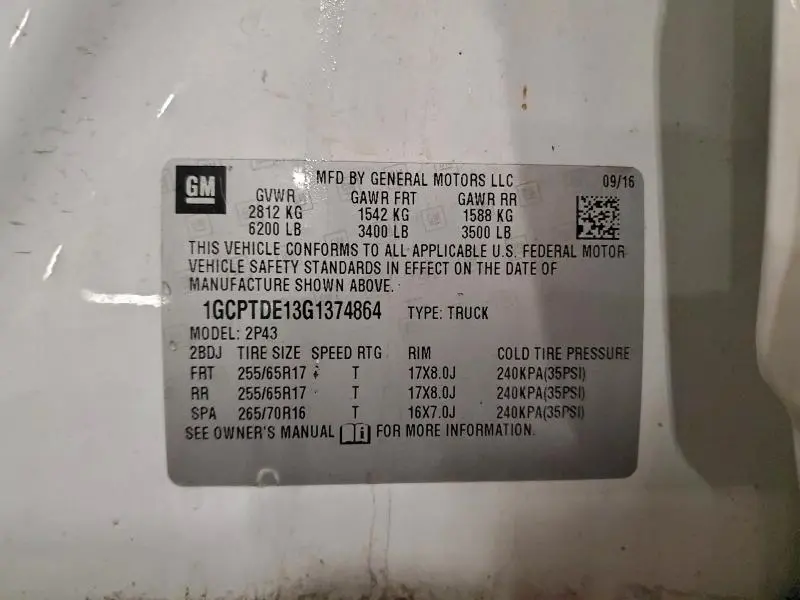 GM MFD BY GENERAL MOTORS LLC 09/16
GVWR GAWR FRT GAWR RR
2812 KG 1542 KG 1588 KG
6200 LB 3400 LB 3500 LB
THIS VEHICLE CONFORMS TO ALL APPLICABLE U.S. FEDERAL MOTOR
VEHICLE SAFETY STANDARDS IN EFFECT ON THE DATE OF
MANUFACTURE SHOWN ABOVE.
1GCPTDE13G1374864 TYPE: TRUCK
MODEL: 2P43
2BDJ TIRE SIZE SPEED RTG RIM COLD TIRE PRESSURE
FRT 255/65R17 T 17X8.0J 240KPA(35PSI)
RR 255/65R17 T 17X8.0J 240KPA(35PSI)
SPA 265/70R16 T 16X7.0J 240KPA(35PSI)
SEE OWNER'S MANUAL FOR MORE INFORMATION.